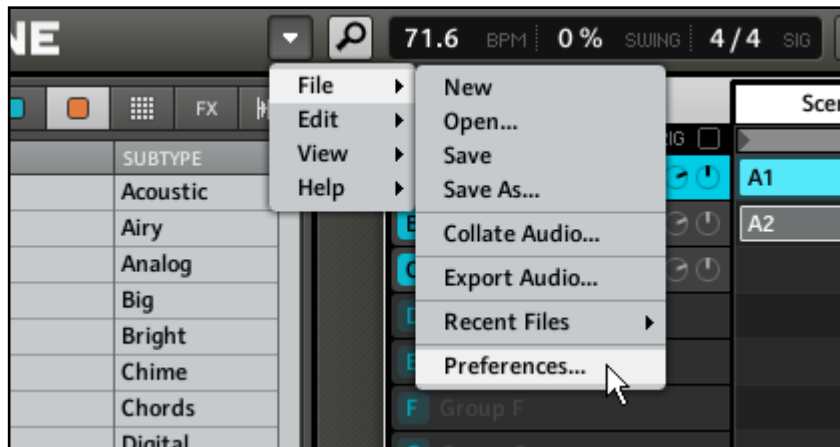 NE
71.6 BPM 0 % SWING 4 / 4 SIG
FX
File
Edit
View
Help
New
Open...
Save
Save As...
Collate Audio...
Export Audio...
Recent Files
Preferences...
SUBTYPE
Acoustic
Airy
Analog
Big
Bright
Chime
Chords
Digital
IG
Scen
A1
A2
E
C
D
E
F Group F